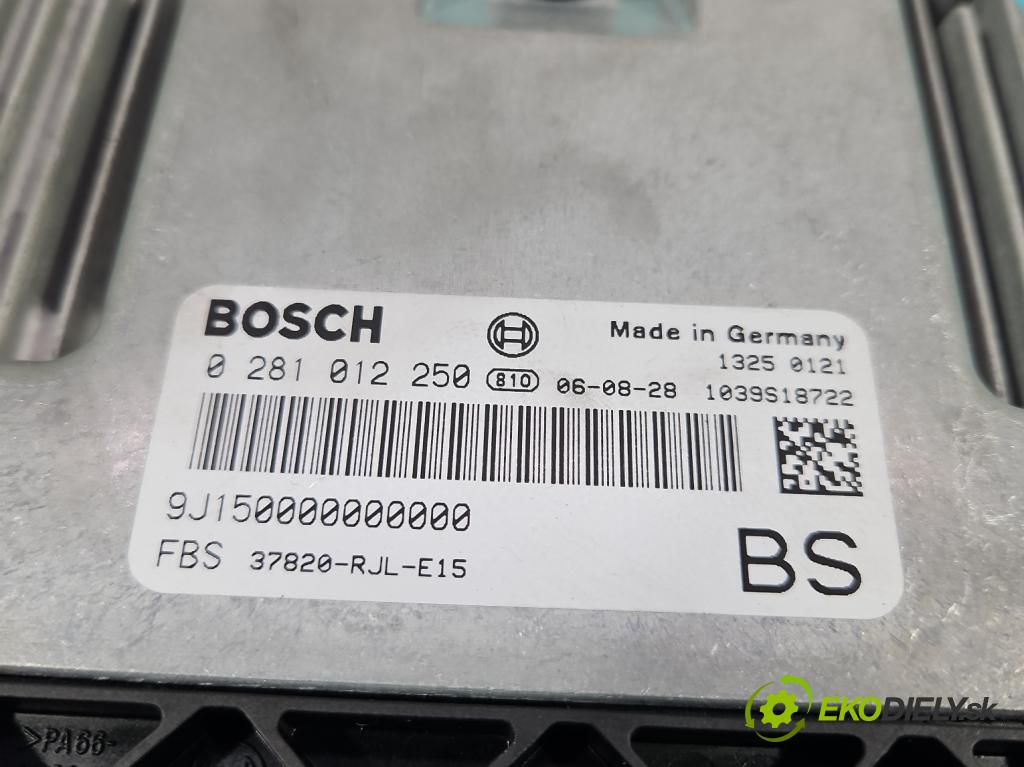 BOSCH
Made in Germany
1325 0121
0 281 012 250 810 06-08-28 1039S18722
9J150000000000
FBS 37820-RJL-E15
BS
>PA66-
EKODIELY.sk